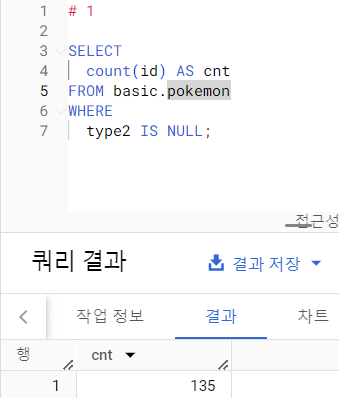 1 # 1
2
3 SELECT
4 count(id) AS cnt
5 FROM basic.pokemon
6 WHERE
7 type2 IS NULL;
접근성
쿼리 결과 결과 저장
작업 정보 결과 차트
행 cnt
1 135